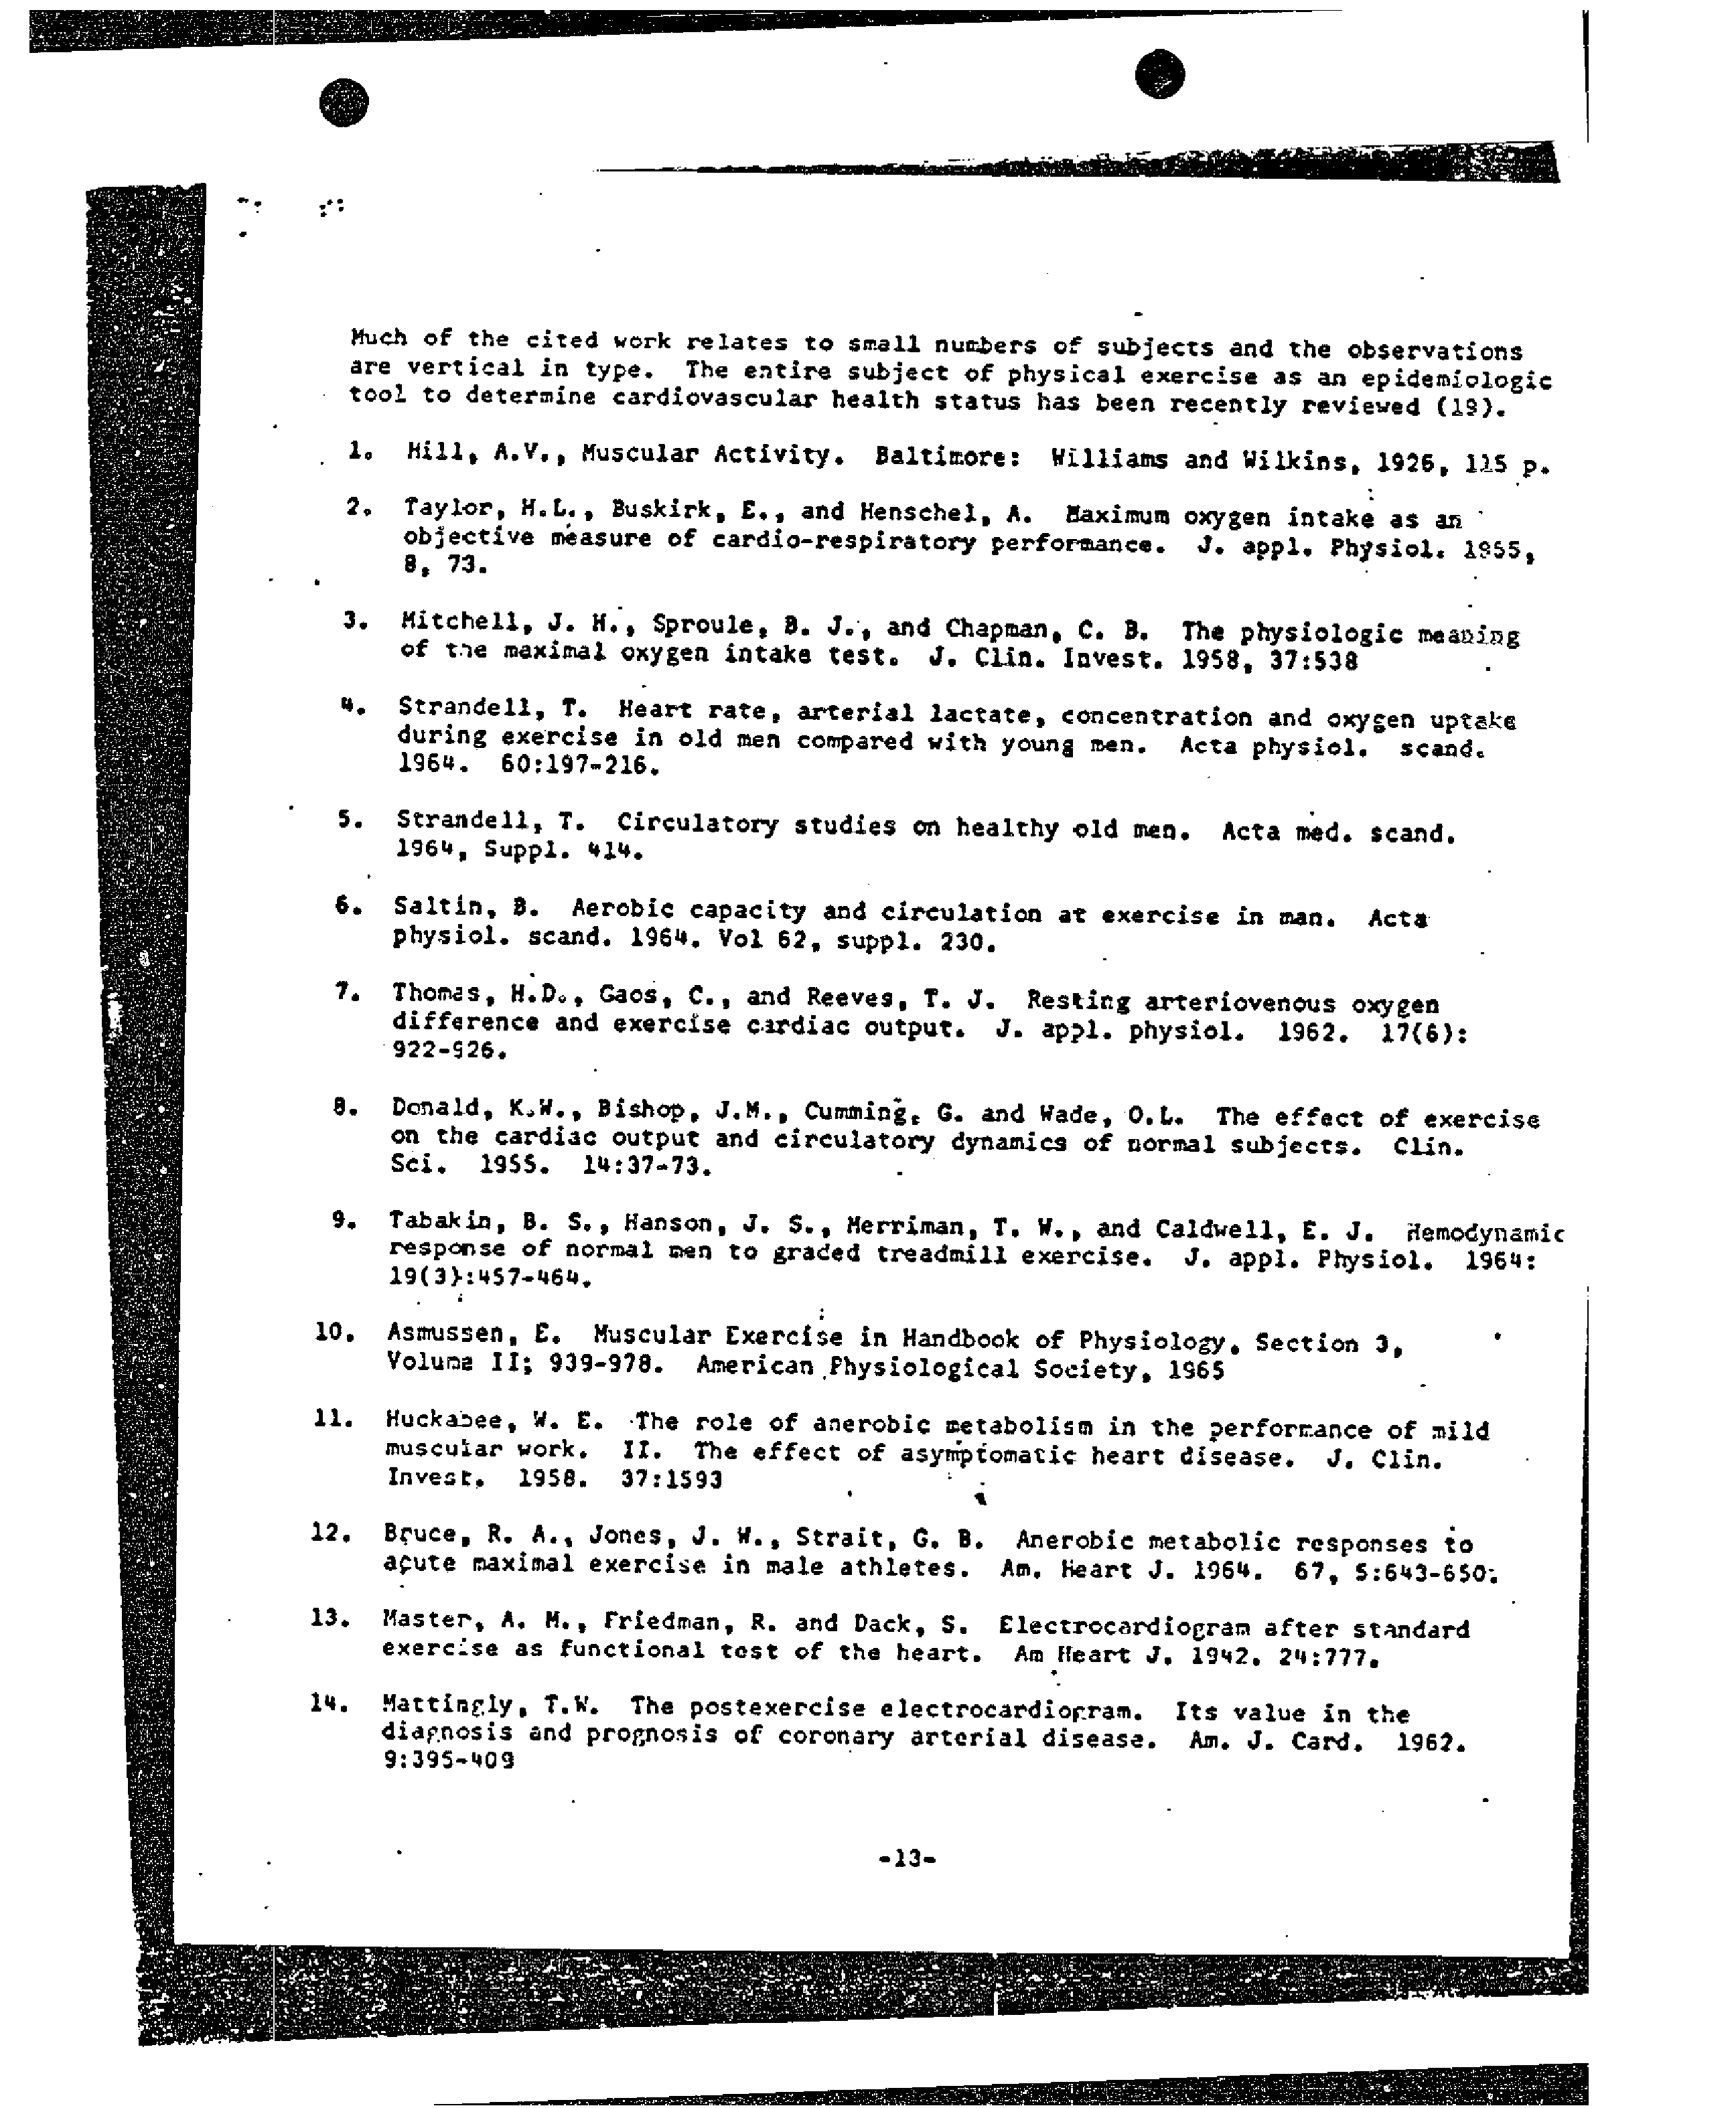 Much of the cited work relates to small numbers of subjects and the observations
are vertical in type. The entire subject of physical exercise as an epidemiologic
tool to determine cardiovascular health status has been recently reviewed (19).
1. Hill, A.V., Muscular Activity. Baltimore: Williams and Wilkins, 1926, 115 p.
2. Taylor, H.L., Buskirk, E., and Henschel, A. Maximum oxygen intake as an
objective measure of cardio-respiratory performance. J. appl. Physiol. 1955,
8, 73.
3. Mitchell, J. H., Sproule, B. J., and Chapman, C. B. The physiologic meaning
of the maximal oxygen intake test. J. Clin. Invest. 1958, 37:538
4. Strandell, T. Heart rate, arterial lactate, concentration and oxygen uptake
during exercise in old men compared with young men. Acta physiol. scand.
1964. 60:197-216.
5. Strandell, T. Circulatory studies on healthy old men. Acta med. scand.
1964, Suppl. 414.
6. Saltin, B. Aerobic capacity and circulation at exercise in man. Acta
physiol. scand. 1964. Vol 62, suppl. 230.
7. Thomas, H.D., Gaos, C., and Reeves, T. J. Resting arteriovenous oxygen
difference and exercise cardiac output. J. appl. physiol. 1962. 17(6):
922-926.
8. Donald, K.W., Bishop, J.M., Cumming, G. and Wade, O.L. The effect of exercise
on the cardiac output and circulatory dynamics of normal subjects. Clin.
Sci. 1955. 14:37-73.
9. Tabakin, B. S., Hanson, J. S., Merriman, T. W., and Caldwell, E. J. Hemodynamic
response of normal men to graded treadmill exercise. J. appl. Physiol. 1964:
19(3):457-464.
10. Asmussen, E. Muscular Exercise in Handbook of Physiology. Section 3,
Volume II; 939-978. American Physiological Society, 1965
11. Huckabee, W. E. The role of anerobic metabolism in the performance of mild
muscular work. II. The effect of asymptomatic heart disease. J. Clin.
Invest. 1958. 37:1593
12. Bruce, R. A., Jones, J. W., Strait, G. B. Anerobic metabolic responses to
acute maximal exercise in male athletes. Am. Heart J. 1964. 67, 5:643-650.
13. Master, A. M., Friedman, R. and Dack, S. Electrocardiogram after standard
exercise as functional test of the heart. Am Heart J. 1942. 24:777.
14. Mattingly, T.W. The postexercise electrocardiogram. Its value in the
diagnosis and prognosis of coronary arterial disease. Am. J. Card. 1962.
9:395-409
-13-